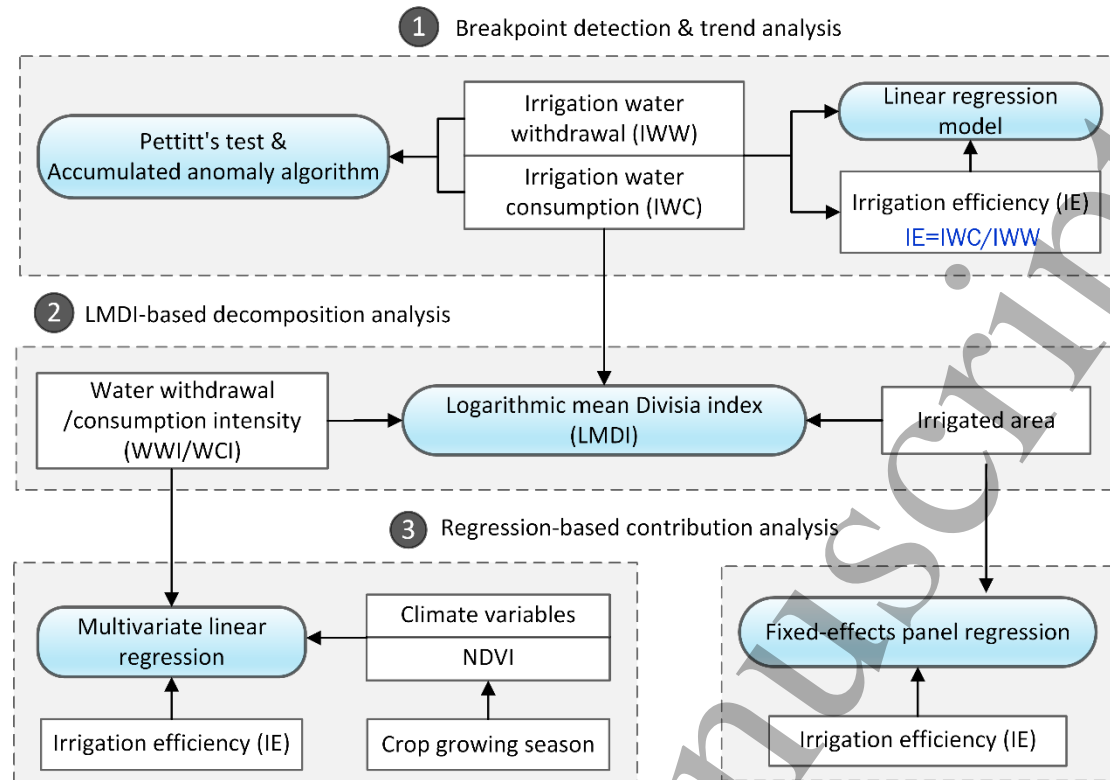 1 Breakpoint detection & trend analysis
Pettitt's test &
Accumulated anomaly algorithm
Irrigation water
withdrawal (IWW)
Irrigation water
consumption (IWC)
Linear regression
model
Irrigation efficiency (IE)
IE=IWC/IWW
2 LMDI-based decomposition analysis
Water withdrawal
/consumption intensity
(WWI/WCI)
Logarithmic mean Divisia index
(LMDI)
Irrigated area
3 Regression-based contribution analysis
Multivariate linear
regression
Climate variables
NDVI
Irrigation efficiency (IE)
Crop growing season
Fixed-effects panel regression
Irrigation efficiency (IE)
nuscrip